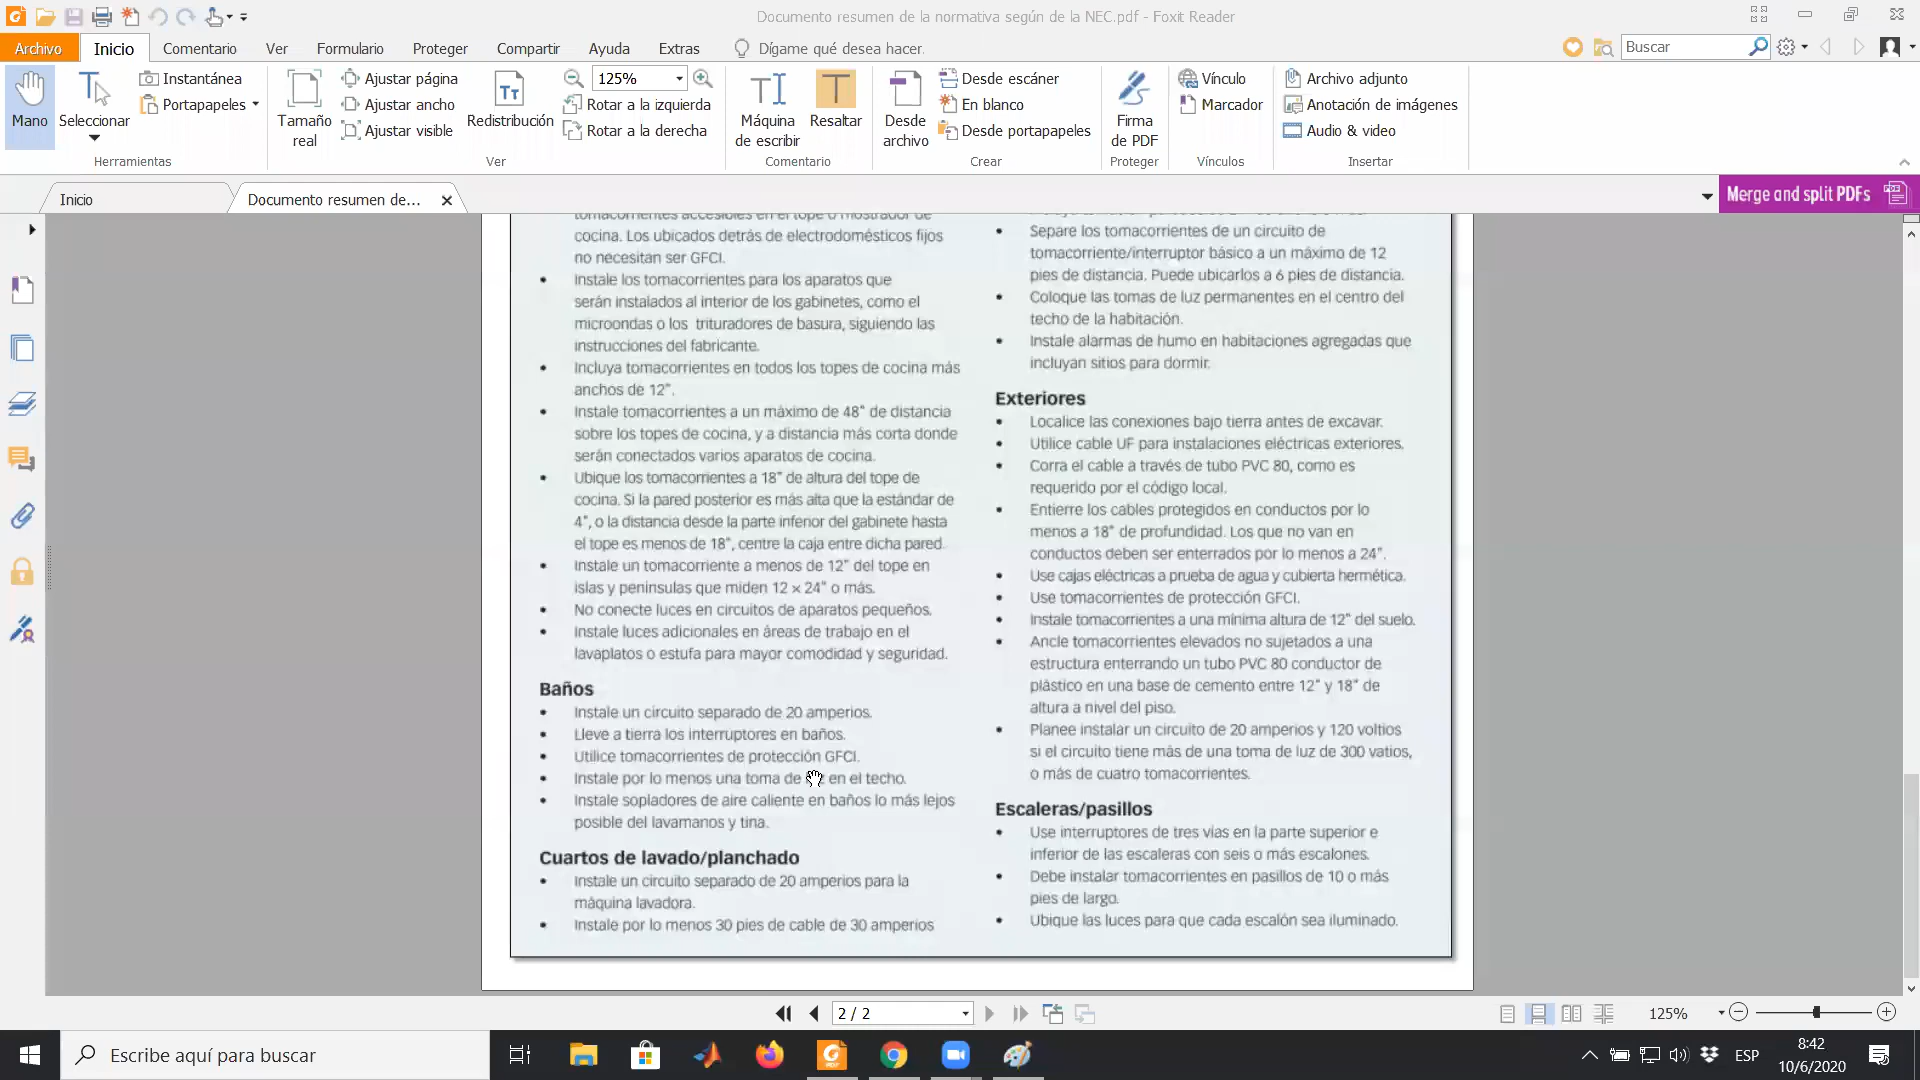 Documento resumen de la normativa según de la NEC.pdf - Foxit Reader
Archivo
Inicio
Comentario
Ver
Formulario
Proteger
Compartir
Ayuda
Extras
Dígame qué desea hacer.
Buscar
Mano
Seleccionar
Instantánea
Portapapeles
Herramientas
Tamaño
real
Ajustar página
Ajustar ancho
Ajustar visible
Redistribución
125%
Rotar a la izquierda
Rotar a la derecha
Ver
Máquina
de escribir
Resaltar
Comentario
Desde
archivo
Desde escáner
En blanco
Desde portapapeles
Crear
Firma
de PDF
Proteger
Vínculo
Marcador
Vínculos
Archivo adjunto
Anotación de imágenes
Audio & video
Insertar
Inicio
Documento resumen de...
Merge and split PDFs
tomacorrientes accesibles en el tope o mostrador de
cocina. Los ubicados detrás de electrodomésticos fijos
no necesitan ser GFCI.
• Instale los tomacorrientes para los aparatos que
serán instalados al interior de los gabinetes, como el
microondas o los trituradores de basura, siguiendo las
instrucciones del fabricante.
• Incluya tomacorrientes en todos los topes de cocina más
anchos de 12".
• Instale tomacorrientes a un máximo de 48" de distancia
sobre los topes de cocina, y a distancia más corta donde
serán conectados varios aparatos de cocina.
• Ubique los tomacorrientes a 18" de altura del tope de
cocina. Si la pared posterior es más alta que la estándar de
4", o la distancia desde la parte inferior del gabinete hasta
el tope es menos de 18", centre la caja entre dicha pared.
• Instale un tomacorriente a menos de 12" del tope en
islas y penínsulas que miden 12 × 24" o más.
• No conecte luces en circuitos de aparatos pequeños.
• Instale luces adicionales en áreas de trabajo en el
lavaplatos o estufa para mayor comodidad y seguridad.
Baños
• Instale un circuito separado de 20 amperios.
• Lleve a tierra los interruptores en baños.
• Utilice tomacorrientes de protección GFCI.
• Instale por lo menos una toma de en el techo.
• Instale sopladores de aire caliente en baños lo más lejos
posible del lavamanos y tina.
Cuartos de lavado/planchado
• Instale un circuito separado de 20 amperios para la
máquina lavadora.
• Instale por lo menos 30 pies de cable de 30 amperios
• Separe los tomacorrientes de un circuito de
tomacorriente/interruptor básico a un máximo de 12
pies de distancia. Puede ubicarlos a 6 pies de distancia.
• Coloque las tomas de luz permanentes en el centro del
techo de la habitación.
• Instale alarmas de humo en habitaciones agregadas que
incluyan sitios para dormir.
Exteriores
• Localice las conexiones bajo tierra antes de excavar.
• Utilice cable UF para instalaciones eléctricas exteriores.
• Corra el cable a través de tubo PVC 80, como es
requerido por el código local.
• Entierre los cables protegidos en conductos por lo
menos a 18" de profundidad. Los que no van en
conductos deben ser enterrados por lo menos a 24".
• Use cajas eléctricas a prueba de agua y cubierta hermética.
• Use tomacorrientes de protección GFCI.
• Instale tomacorrientes a una mínima altura de 12" del suelo.
• Ancle tomacorrientes elevados no sujetados a una
estructura enterrando un tubo PVC 80 conductor de
plástico en una base de cemento entre 12" y 18" de
altura a nivel del piso.
• Planee instalar un circuito de 20 amperios y 120 voltios
si el circuito tiene más de una toma de luz de 300 vatios,
o más de cuatro tomacorrientes.
Escaleras/pasillos
• Use interruptores de tres vías en la parte superior e
inferior de las escaleras con seis o más escalones.
• Debe instalar tomacorrientes en pasillos de 10 o más
pies de largo.
• Ubique las luces para que cada escalón sea iluminado.
2 / 2
125%
Escribe aquí para buscar
ESP
8:42
10/6/2020